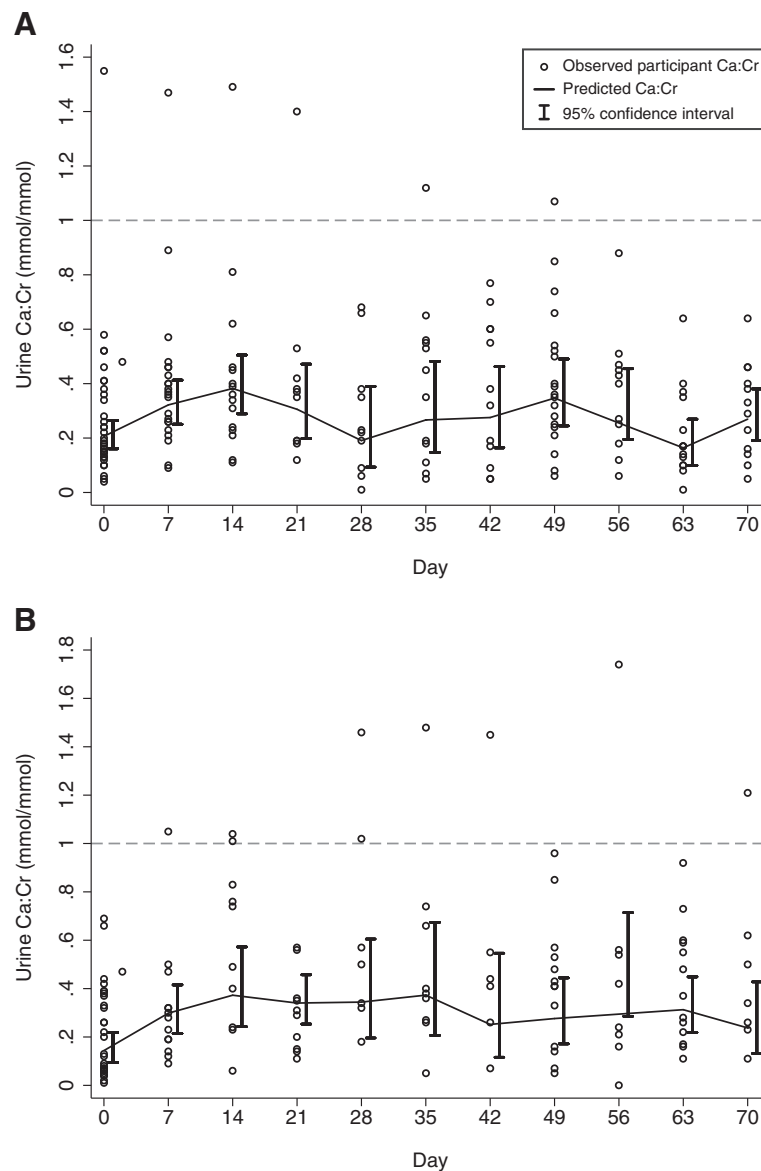 A
Urine Ca:Cr (mmol/mmol)
1.6
1.4
1.2
1
.8
.6
.4
.2
0
Observed participant Ca:Cr
Predicted Ca:Cr
95% confidence interval
0 7 14 21 28 35 42 49 56 63 70
Day
B
Urine Ca:Cr (mmol/mmol)
1.8
1.6
1.4
1.2
1
.8
.6
.4
.2
0
0 7 14 21 28 35 42 49 56 63 70
Day